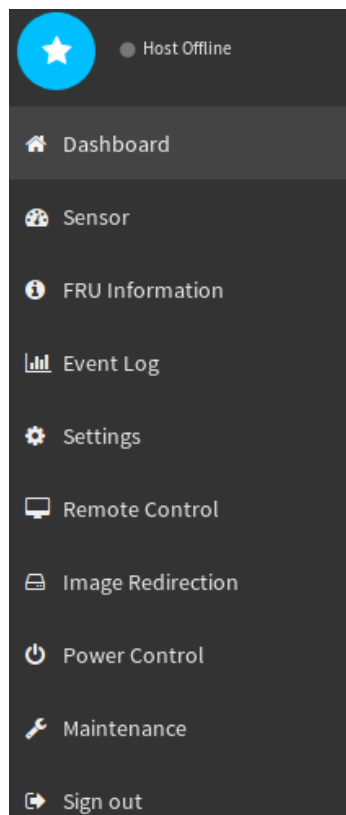 Host Offline
Dashboard
Sensor
FRU Information
Event Log
Settings
Remote Control
Image Redirection
Power Control
Maintenance
Sign out